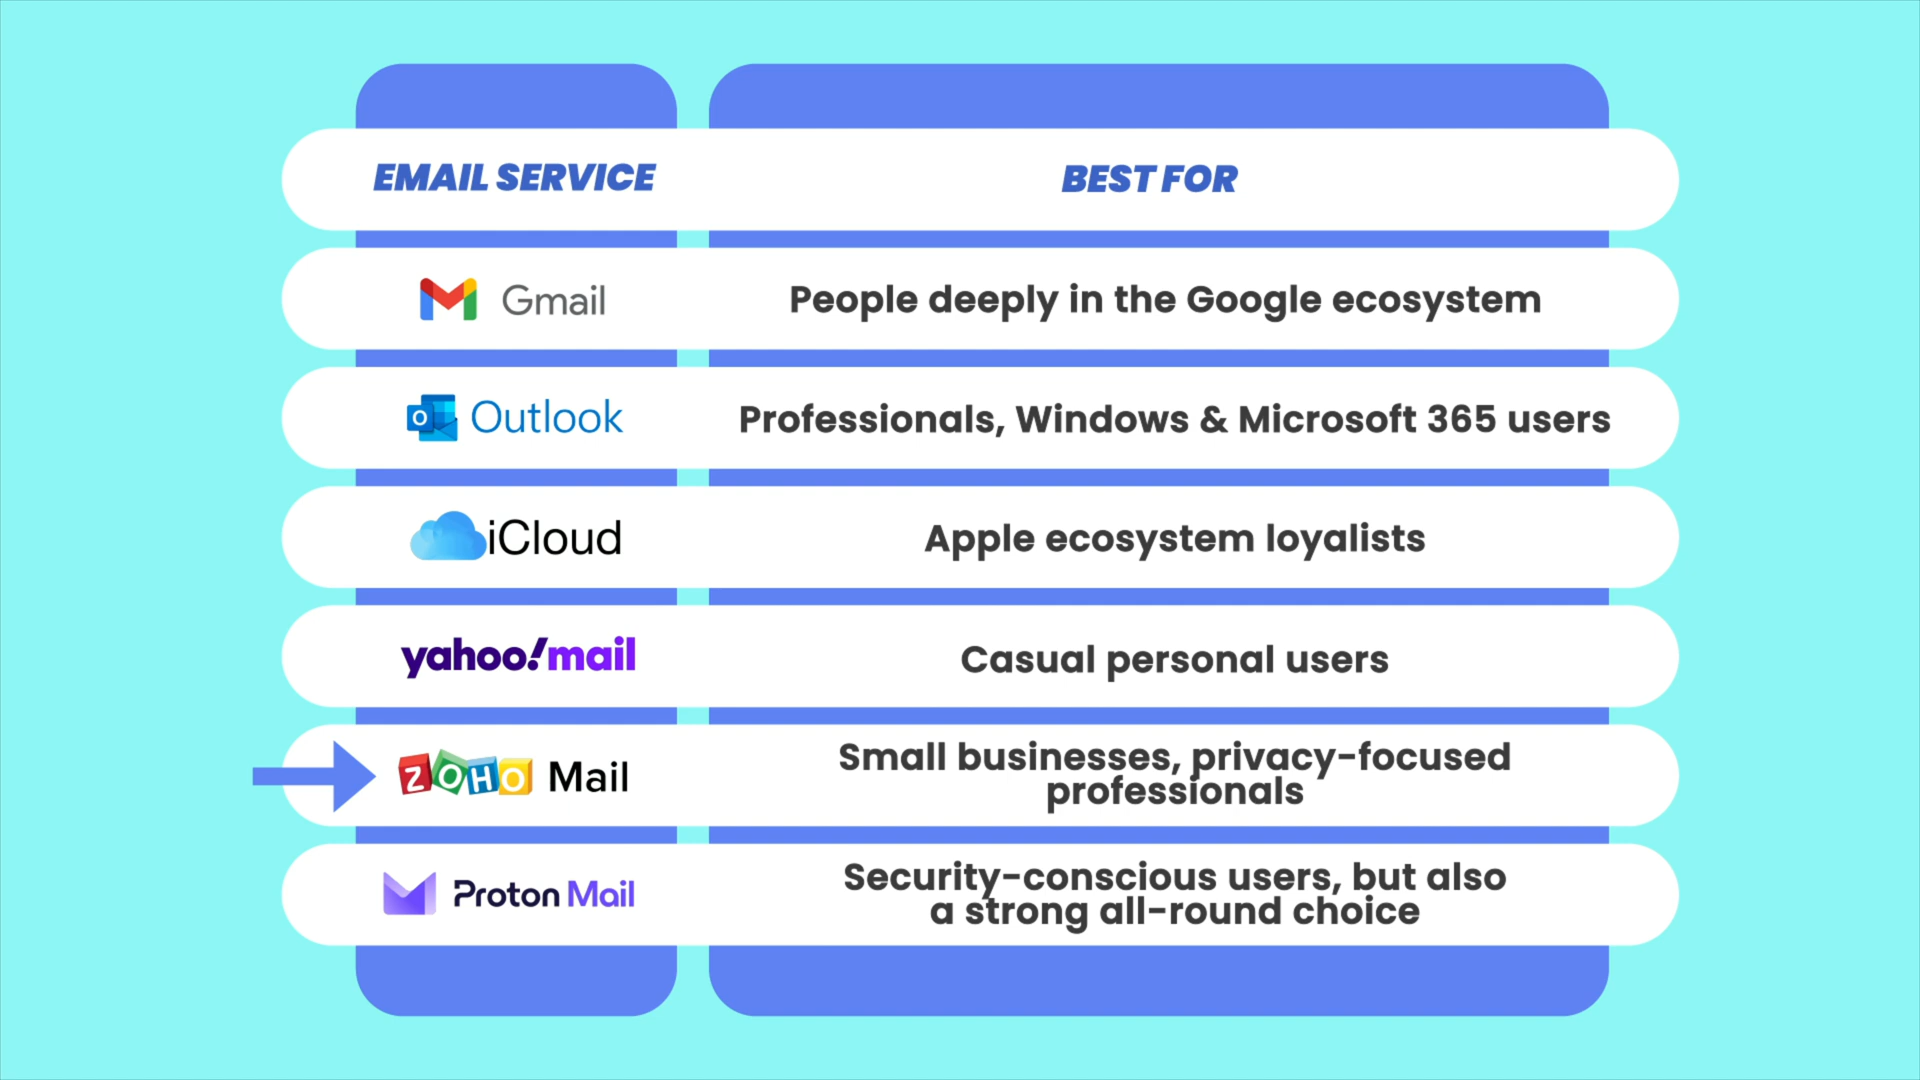 EMAIL SERVICE
BEST FOR
Gmail
People deeply in the Google ecosystem
Outlook
Professionals, Windows & Microsoft 365 users
iCloud
Apple ecosystem loyalists
yahoo!mail
Casual personal users
ZOHO Mail
Small businesses, privacy-focused
professionals
Proton Mail
Security-conscious users, but also
a strong all-round choice